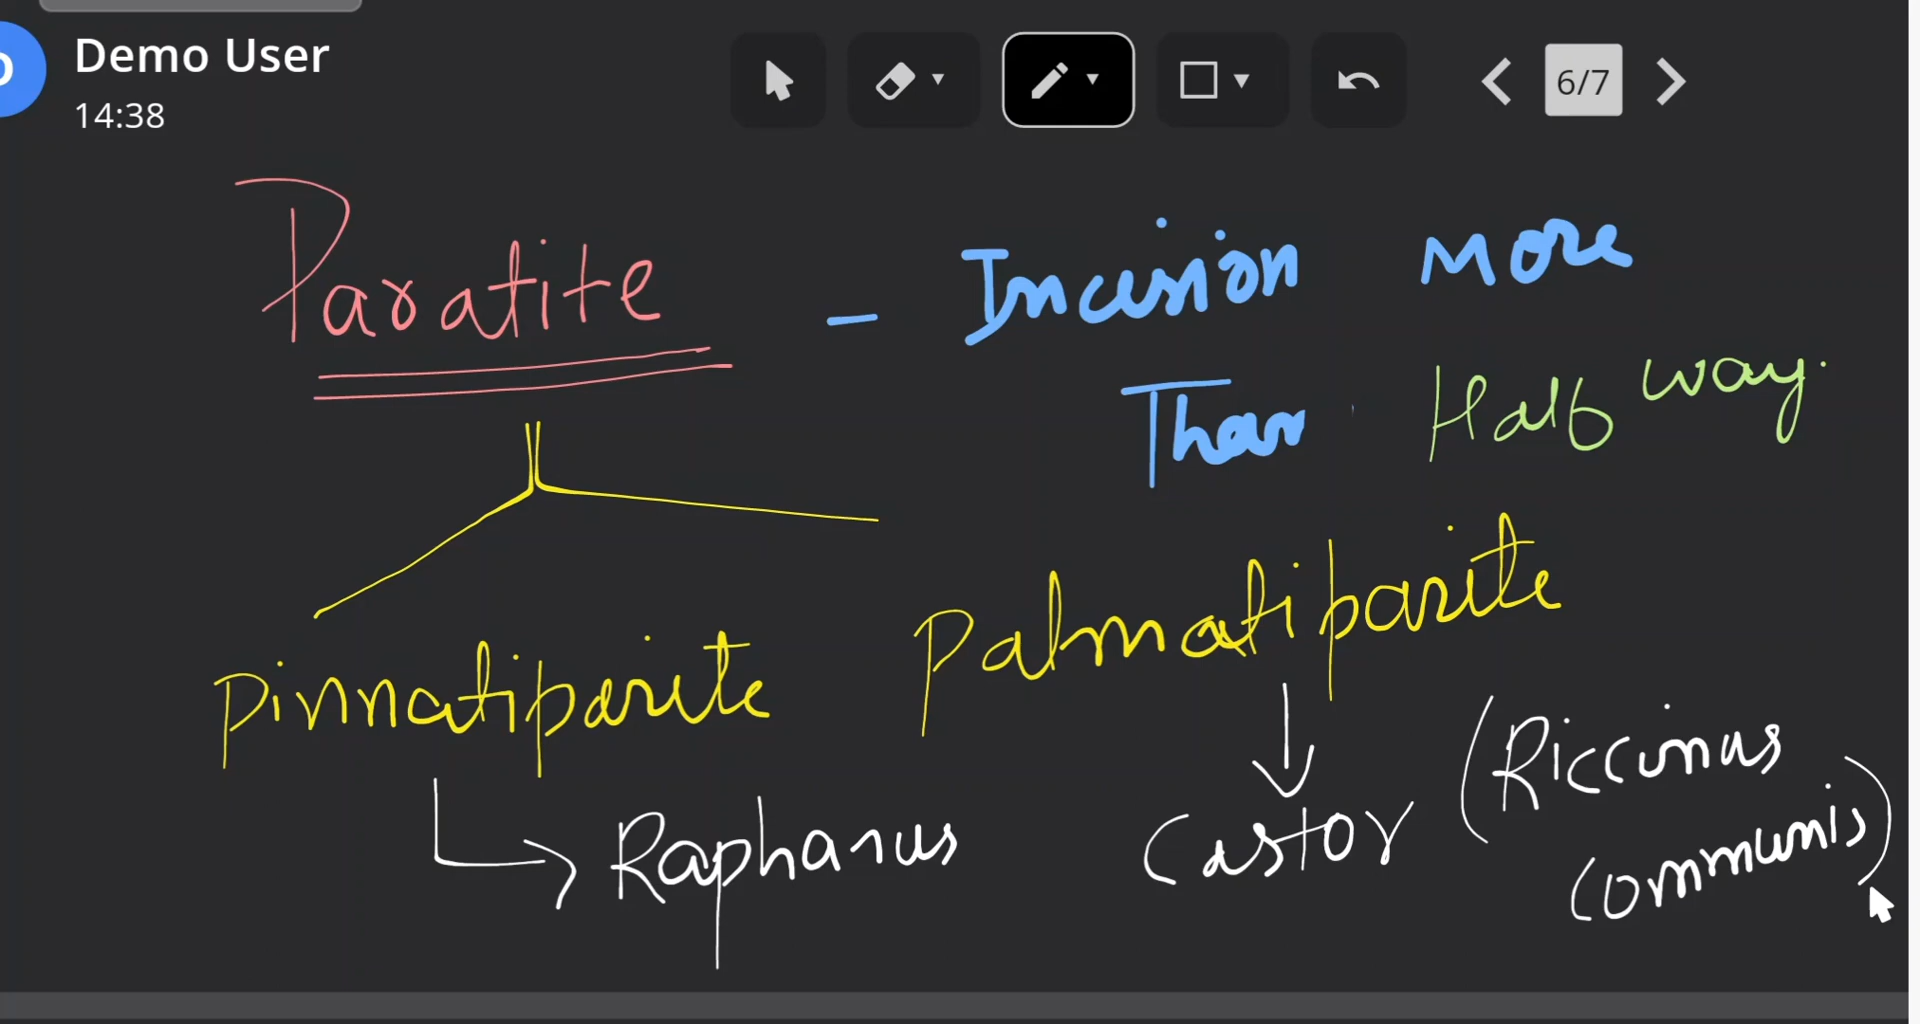 Demo User
14:38
6/7
Paratite - Incision More
Than Half way.
Pinnatiparite Palmatiparite
Raphanus Castor (Riccinus
Communis)